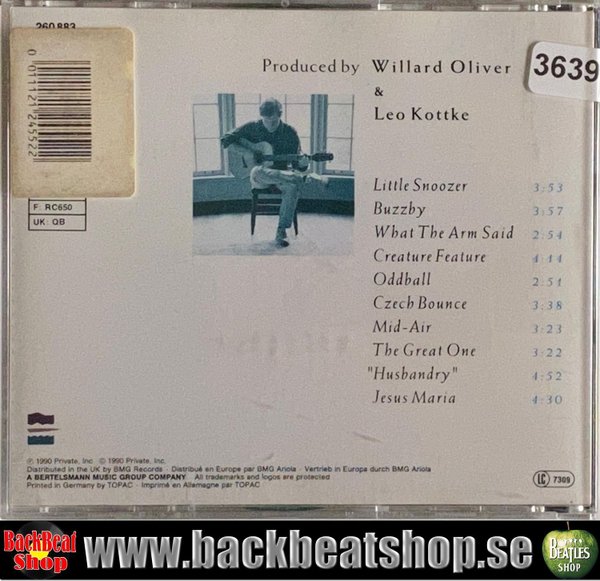 260 883
0 011121 24552 2
F. RC650
UK: QB
Produced by Willard Oliver
&
Leo Kottke
3639
Little Snoozer 3:53
Buzzby 3:57
What The Arm Said 2:54
Creature Feature 4:14
Oddball 2:51
Czech Bounce 3:38
Mid-Air 3:23
The Great One 3:22
"Husbandry" 4:52
Jesus Maria 4:30
℗ 1990 Private, Inc. © 1990 Private, Inc.
Distributed in the UK by BMG Records · Distribué en Europe par BMG Ariola · Vertrieb in Europa durch BMG Ariola
A BERTELSMANN MUSIC GROUP COMPANY All trademarks and logos are protected
Printed in Germany by TOPAC · Imprimé en Allemagne par TOPAC
LC 7309
BackBeat
Shop
www.backbeatshop.se
BEATLES
SHOP